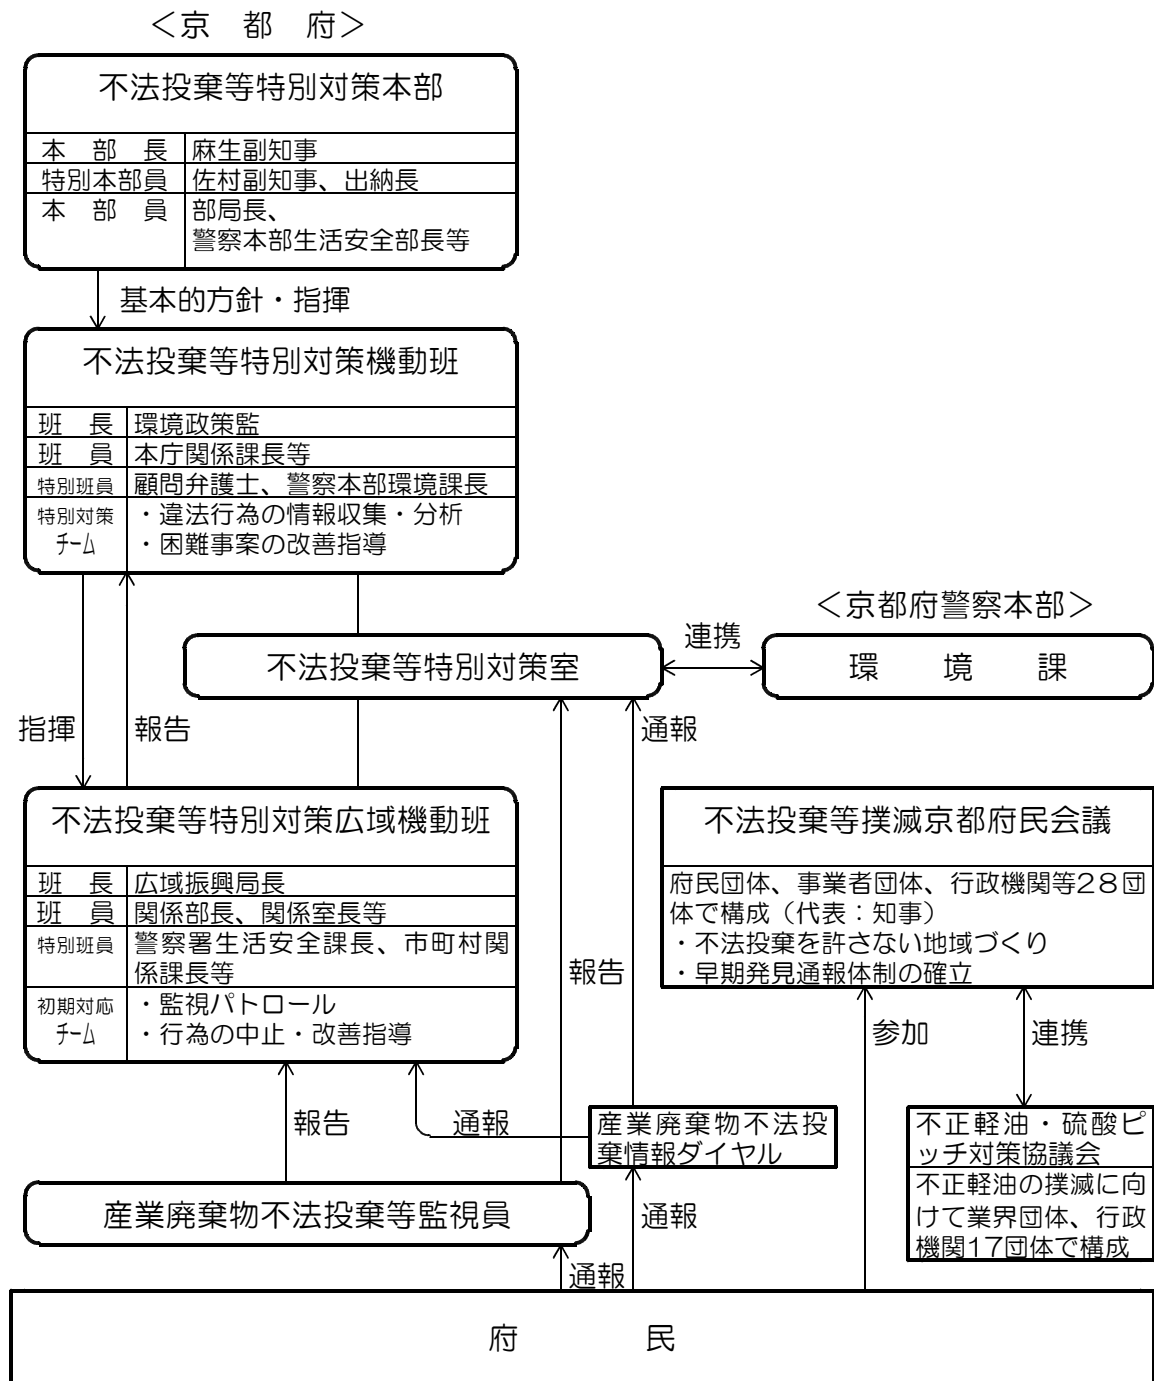 ＜京　都　府＞
不法投棄等特別対策本部
本　部　長　麻生副知事
特別本部員　佐村副知事、出納長
本　部　員　部局長、
警察本部生活安全部長等
基本的方針・指揮
不法投棄等特別対策機動班
班　長　環境政策監
班　員　本庁関係課長等
特別班員　顧問弁護士、警察本部環境課長
特別対策　・違法行為の情報収集・分析
チーム　・困難事案の改善指導
＜京都府警察本部＞
不法投棄等特別対策室
連携
環　境　課
指揮
報告
通報
不法投棄等特別対策広域機動班
班　長　広域振興局長
班　員　関係部長、関係室長等
特別班員　警察署生活安全課長、市町村関
係課長等
初期対応　・監視パトロール
チーム　・行為の中止・改善指導
不法投棄等撲滅京都府民会議
府民団体、事業者団体、行政機関等28団
体で構成（代表：知事）
・不法投棄を許さない地域づくり
・早期発見通報体制の確立
報告
参加
連携
報告
通報
産業廃棄物不法投
棄情報ダイヤル
不正軽油・硫酸ピ
ッチ対策協議会
不正軽油の撲滅に向
けて業界団体、行政
機関17団体で構成
産業廃棄物不法投棄等監視員
通報
通報
府　民